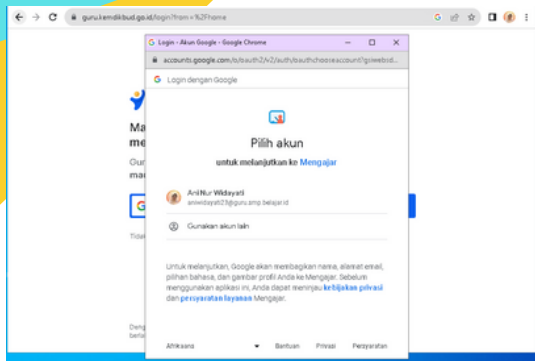 guru.kemdikbud.go.id/login?from=%2Fhome
Login - Akun Google - Google Chrome
accounts.google.com/o/oauth2/v2/auth/oauthchooseaccount?gsiwebsd...
Login dengan Google
Ma
me
Pilih akun
untuk melanjutkan ke Mengajar
Gur
ma
Ani Nur Widayati
aniwidayati23@guru.smp.belajar.id
G
Gunakan akun lain
Tidak
Untuk melanjutkan, Google akan membagikan nama, alamat email,
pilihan bahasa, dan gambar profil Anda ke Mengajar. Sebelum
menggunakan aplikasi ini, Anda dapat meninjau kebijakan privasi
dan persyaratan layanan Mengajar.
Deng
berla
Afrikaans
Bantuan Privasi Persyaratan